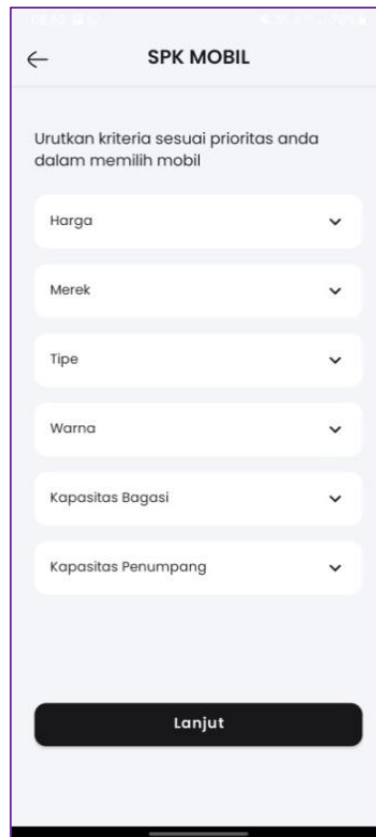 SPK MOBIL
Urutkan kriteria sesuai prioritas anda
dalam memilih mobil
Harga
Merek
Tipe
Warna
Kapasitas Bagasi
Kapasitas Penumpang
Lanjut